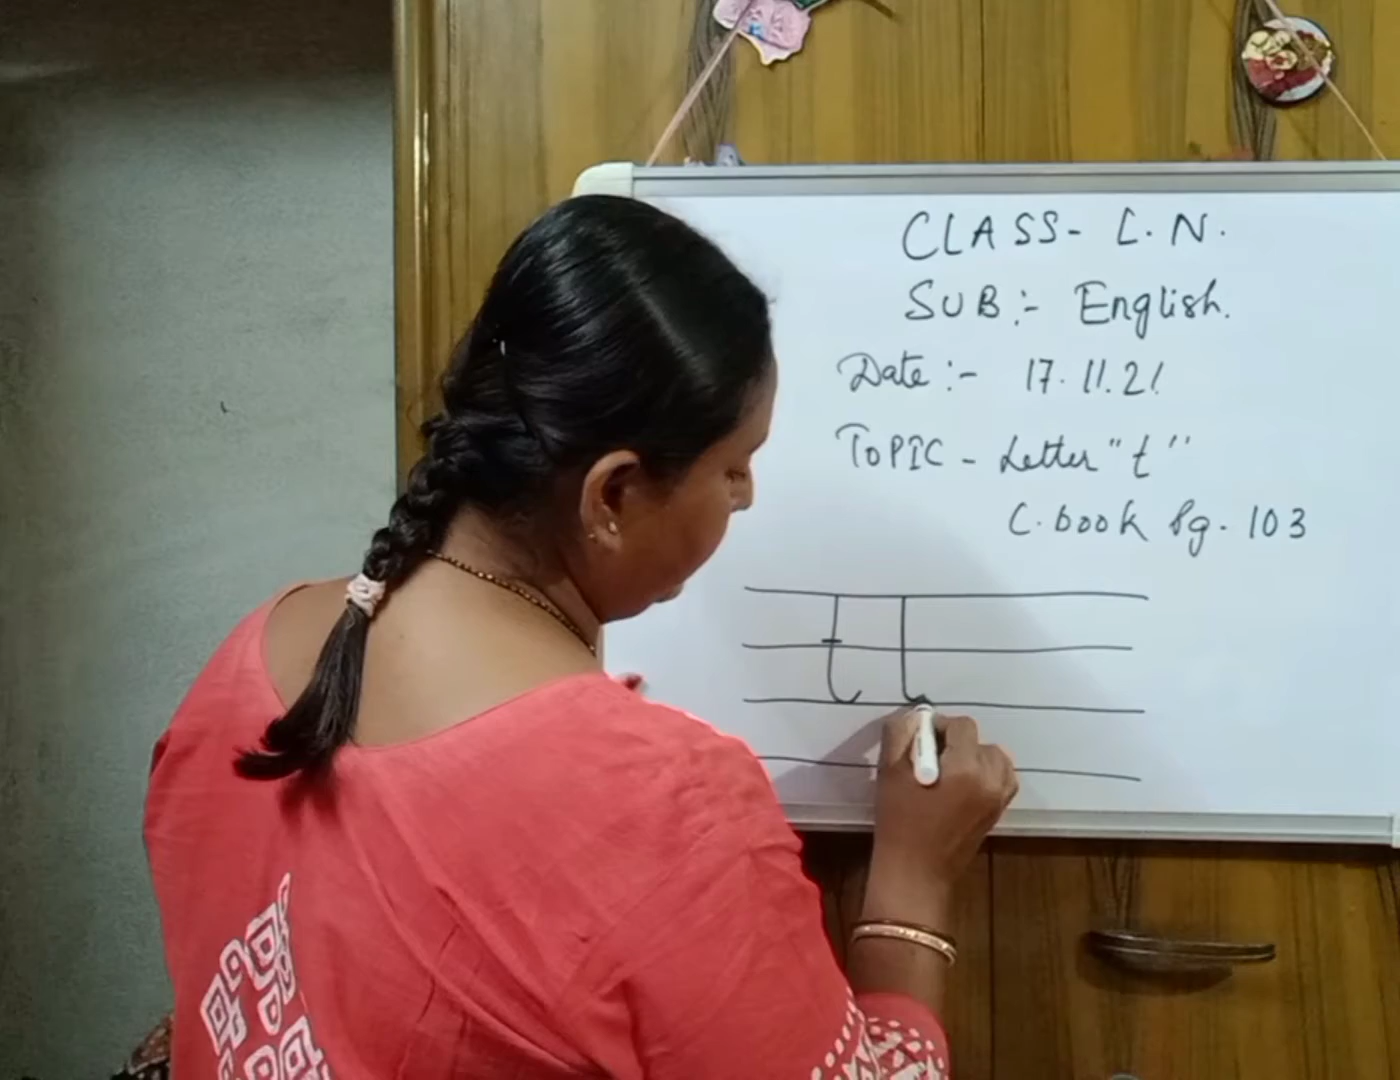 CLASS- L.N.
SUB:- English.
Date:- 17.11.21
TOPIC - Letter "t"
C.book Pg. 103
t t